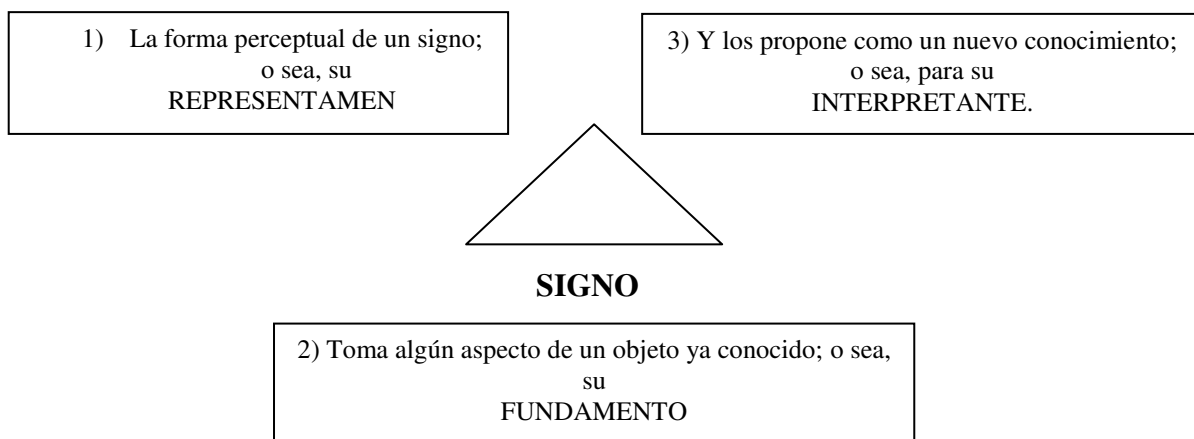 1) La forma perceptual de un signo;
o sea, su
REPRESENTAMEN
3) Y los propone como un nuevo conocimiento;
o sea, para su
INTERPRETANTE.
SIGNO
2) Toma algún aspecto de un objeto ya conocido; o sea,
su
FUNDAMENTO